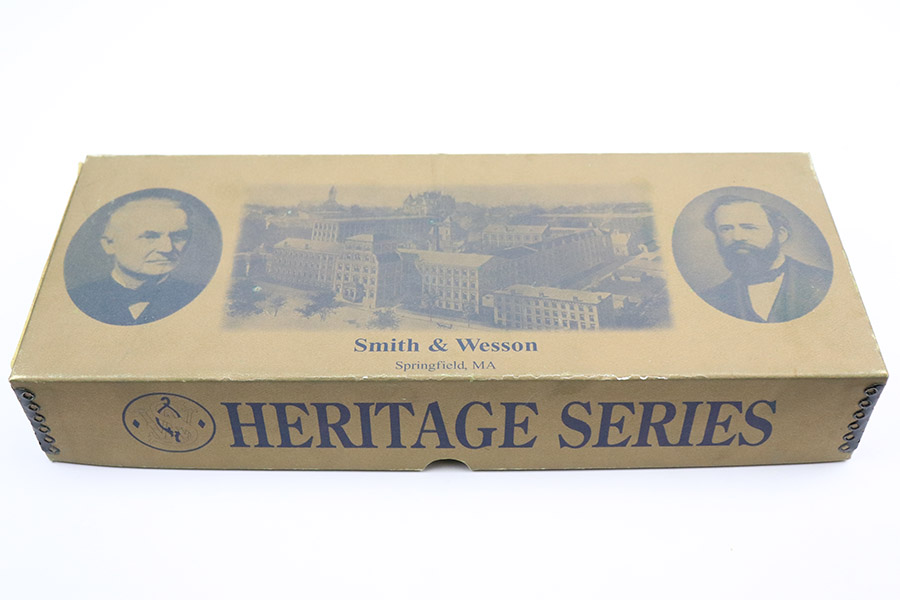 Smith & Wesson
Springfield, MA
HERITAGE SERIES